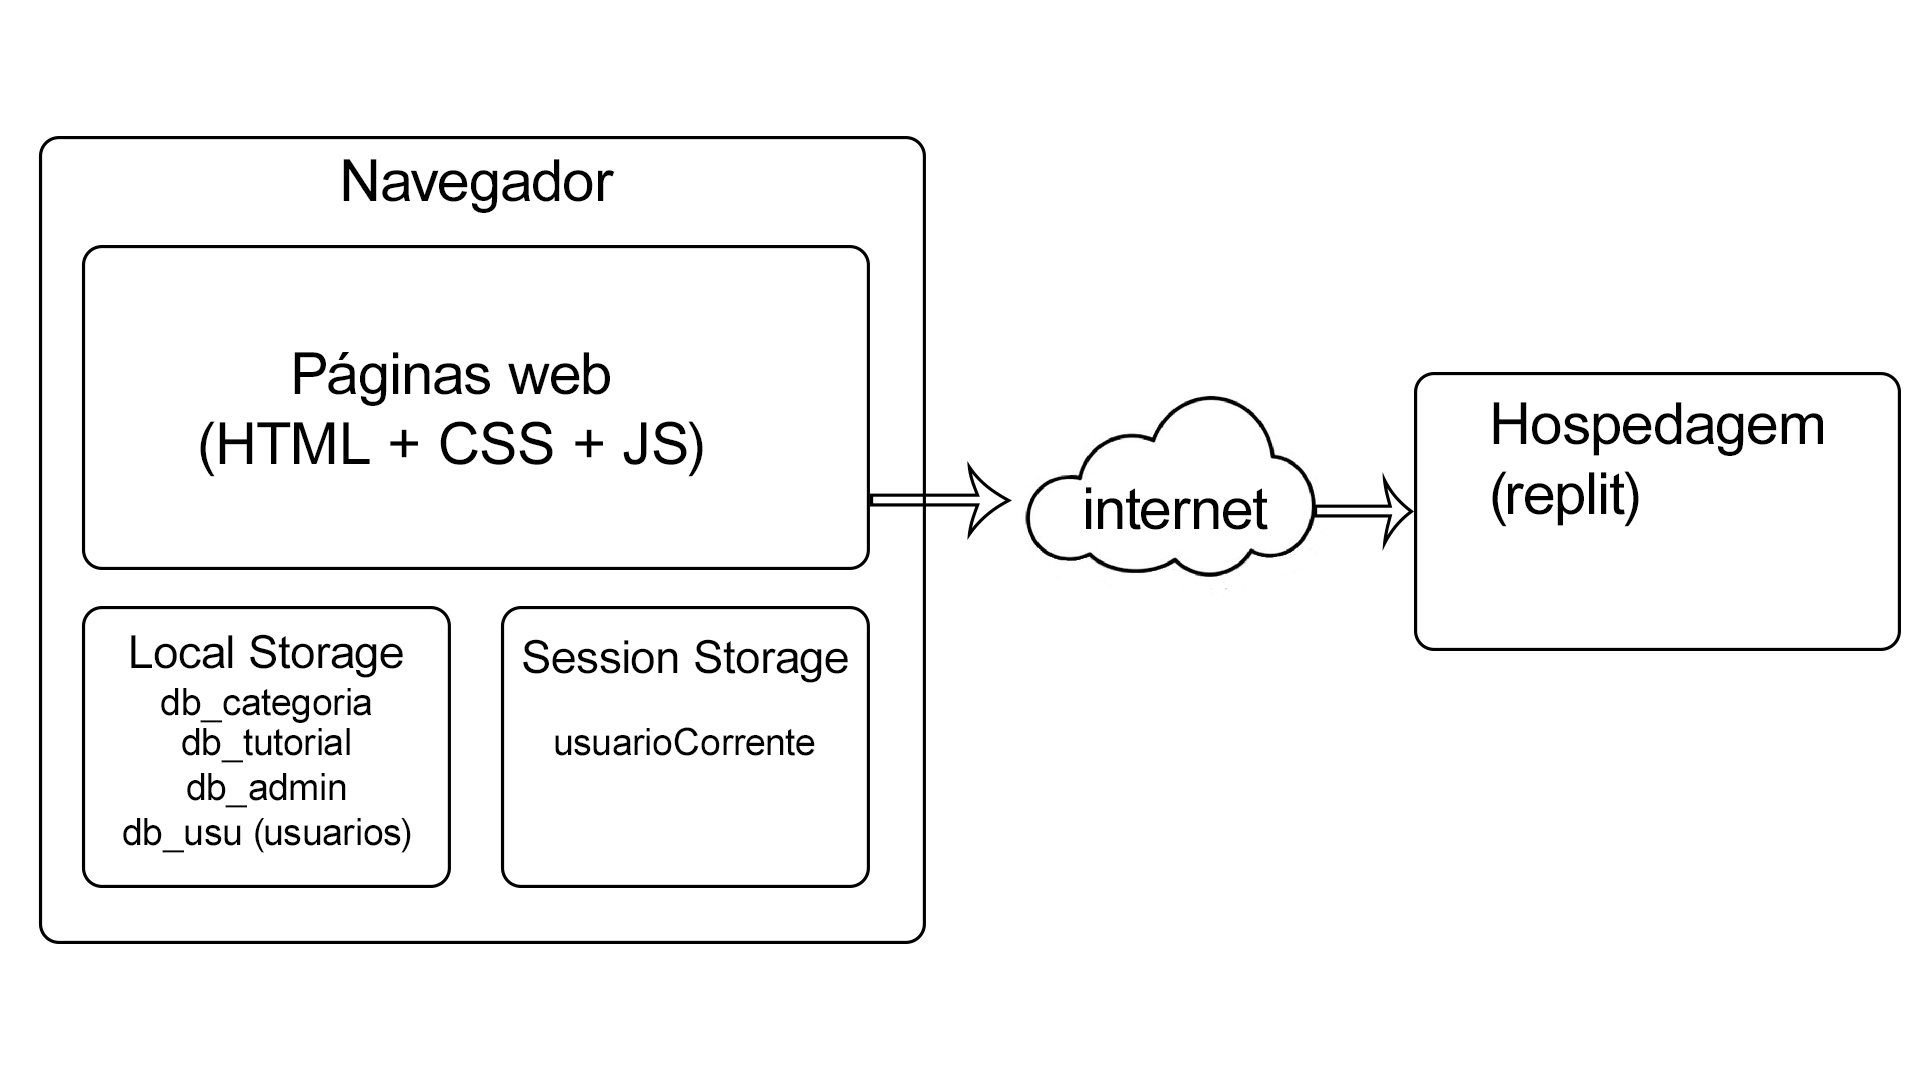 Navegador
Páginas web
(HTML + CSS + JS)
Local Storage
db_categoria
db_tutorial
db_admin
db_usu (usuarios)
Session Storage
usuarioCorrente
internet
Hospedagem
(replit)